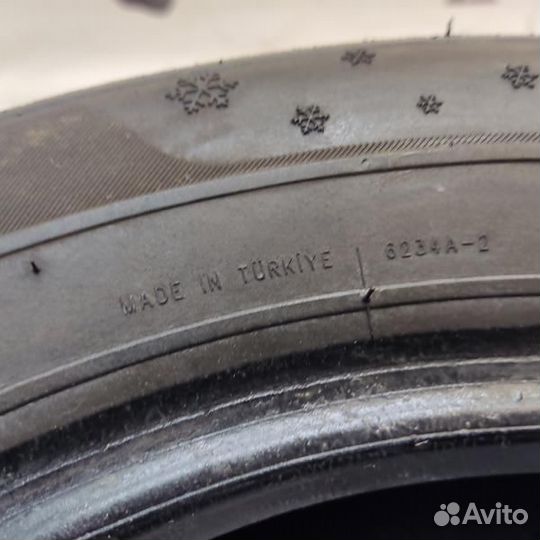 MADE IN TÜRKİYE | 6234A-2
Avito